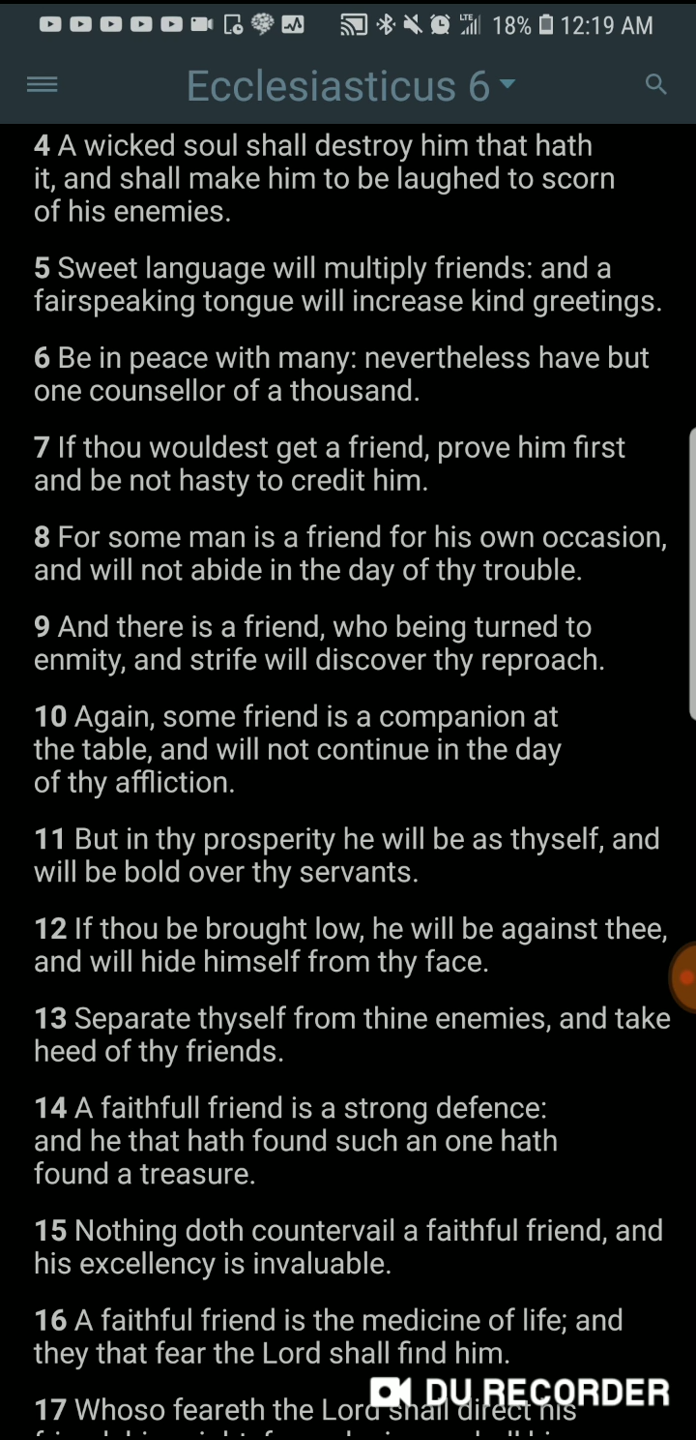 LTE 18% 12:19 AM
Ecclesiasticus 6
4 A wicked soul shall destroy him that hath
it, and shall make him to be laughed to scorn
of his enemies.
5 Sweet language will multiply friends: and a
fairspeaking tongue will increase kind greetings.
6 Be in peace with many: nevertheless have but
one counsellor of a thousand.
7 If thou wouldest get a friend, prove him first
and be not hasty to credit him.
8 For some man is a friend for his own occasion,
and will not abide in the day of thy trouble.
9 And there is a friend, who being turned to
enmity, and strife will discover thy reproach.
10 Again, some friend is a companion at
the table, and will not continue in the day
of thy affliction.
11 But in thy prosperity he will be as thyself, and
will be bold over thy servants.
12 If thou be brought low, he will be against thee,
and will hide himself from thy face.
13 Separate thyself from thine enemies, and take
heed of thy friends.
14 A faithfull friend is a strong defence:
and he that hath found such an one hath
found a treasure.
15 Nothing doth countervail a faithful friend, and
his excellency is invaluable.
16 A faithful friend is the medicine of life; and
they that fear the Lord shall find him.
DU RECORDER
17 Whoso feareth the Lord shall direct his